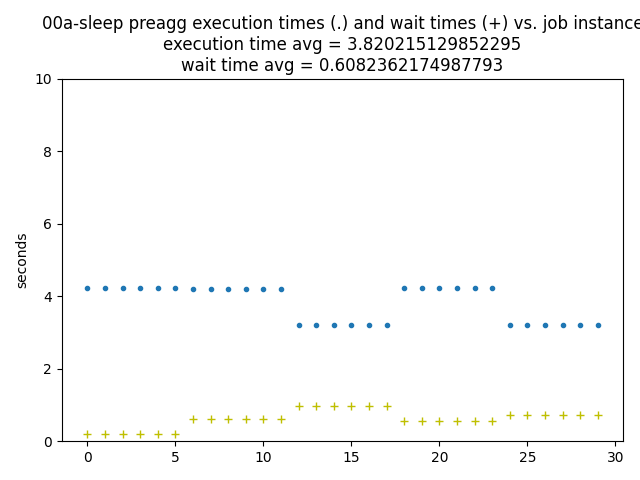 00a-sleep preagg execution times (.) and wait times (+) vs. job instance
execution time avg = 3.820215129852295
wait time avg = 0.6082362174987793
10
8
6
4
2
0
seconds
0 5 10 15 20 25 30